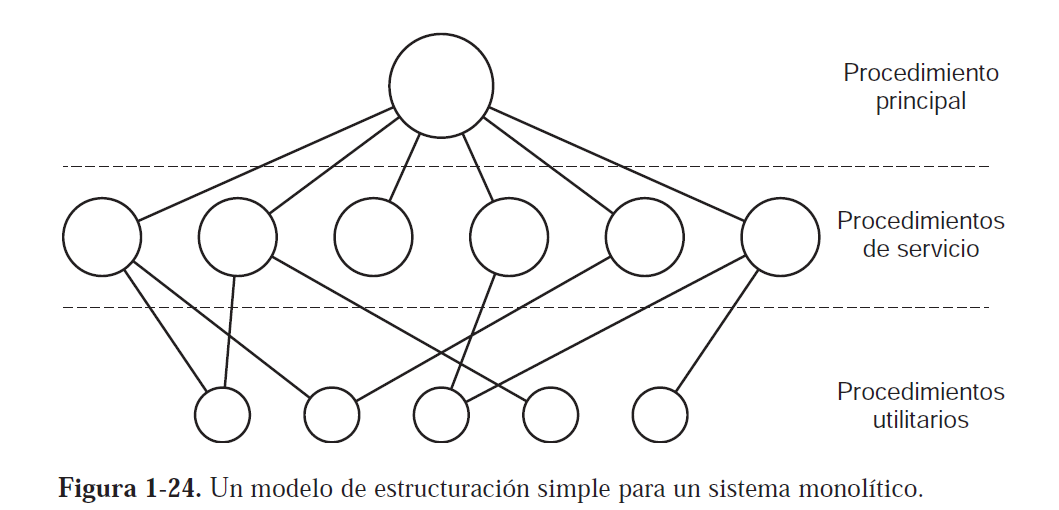 Procedimiento
principal
Procedimientos
de servicio
Procedimientos
utilitarios
Figura 1-24. Un modelo de estructuración simple para un sistema monolítico.